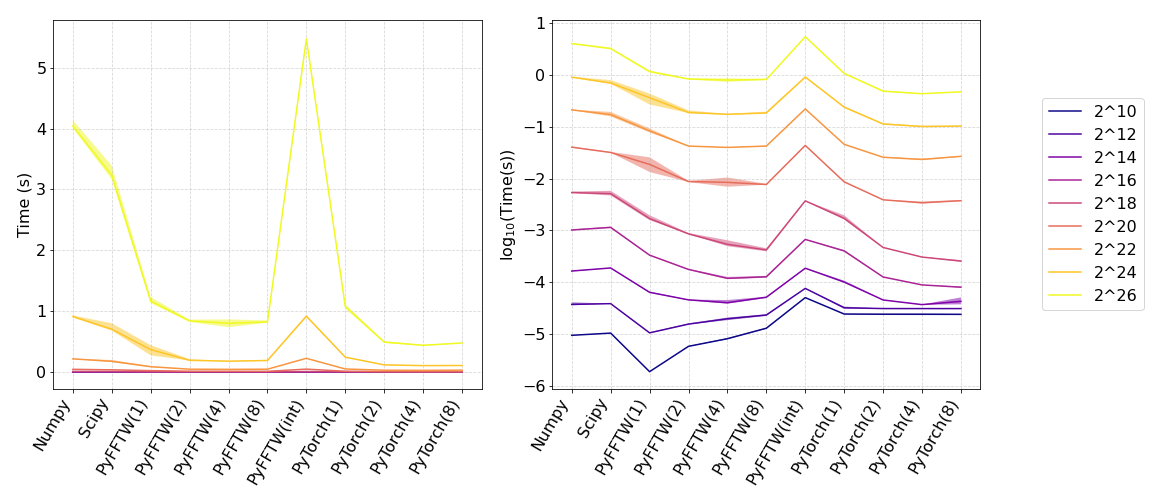 Time (s)
5
4
3
2
1
0
Numpy
Scipy
PyFFTW(1)
PyFFTW(2)
PyFFTW(4)
PyFFTW(8)
PyFFTW(int)
PyTorch(1)
PyTorch(2)
PyTorch(4)
PyTorch(8)
log₁₀(Time(s))
1
0
−1
−2
−3
−4
−5
−6
Numpy
Scipy
PyFFTW(1)
PyFFTW(2)
PyFFTW(4)
PyFFTW(8)
PyFFTW(int)
PyTorch(1)
PyTorch(2)
PyTorch(4)
PyTorch(8)
2^10
2^12
2^14
2^16
2^18
2^20
2^22
2^24
2^26